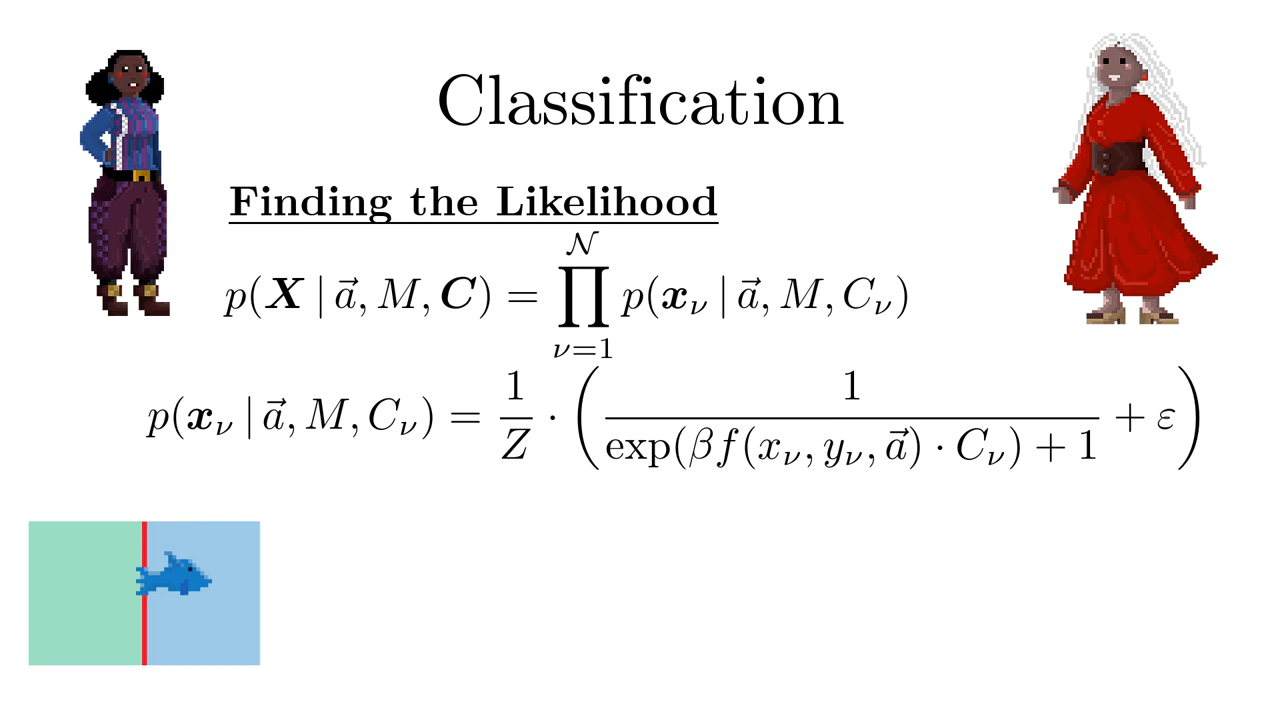 Classification
Finding the Likelihood
p(X | a⃗, M, C) = ∏_{ν=1}^{𝒩} p(x_ν | a⃗, M, C_ν)
p(x_ν | a⃗, M, C_ν) = 1/Z · ( 1/(exp(βf(x_ν, y_ν, a⃗) · C_ν) + 1) + ε )